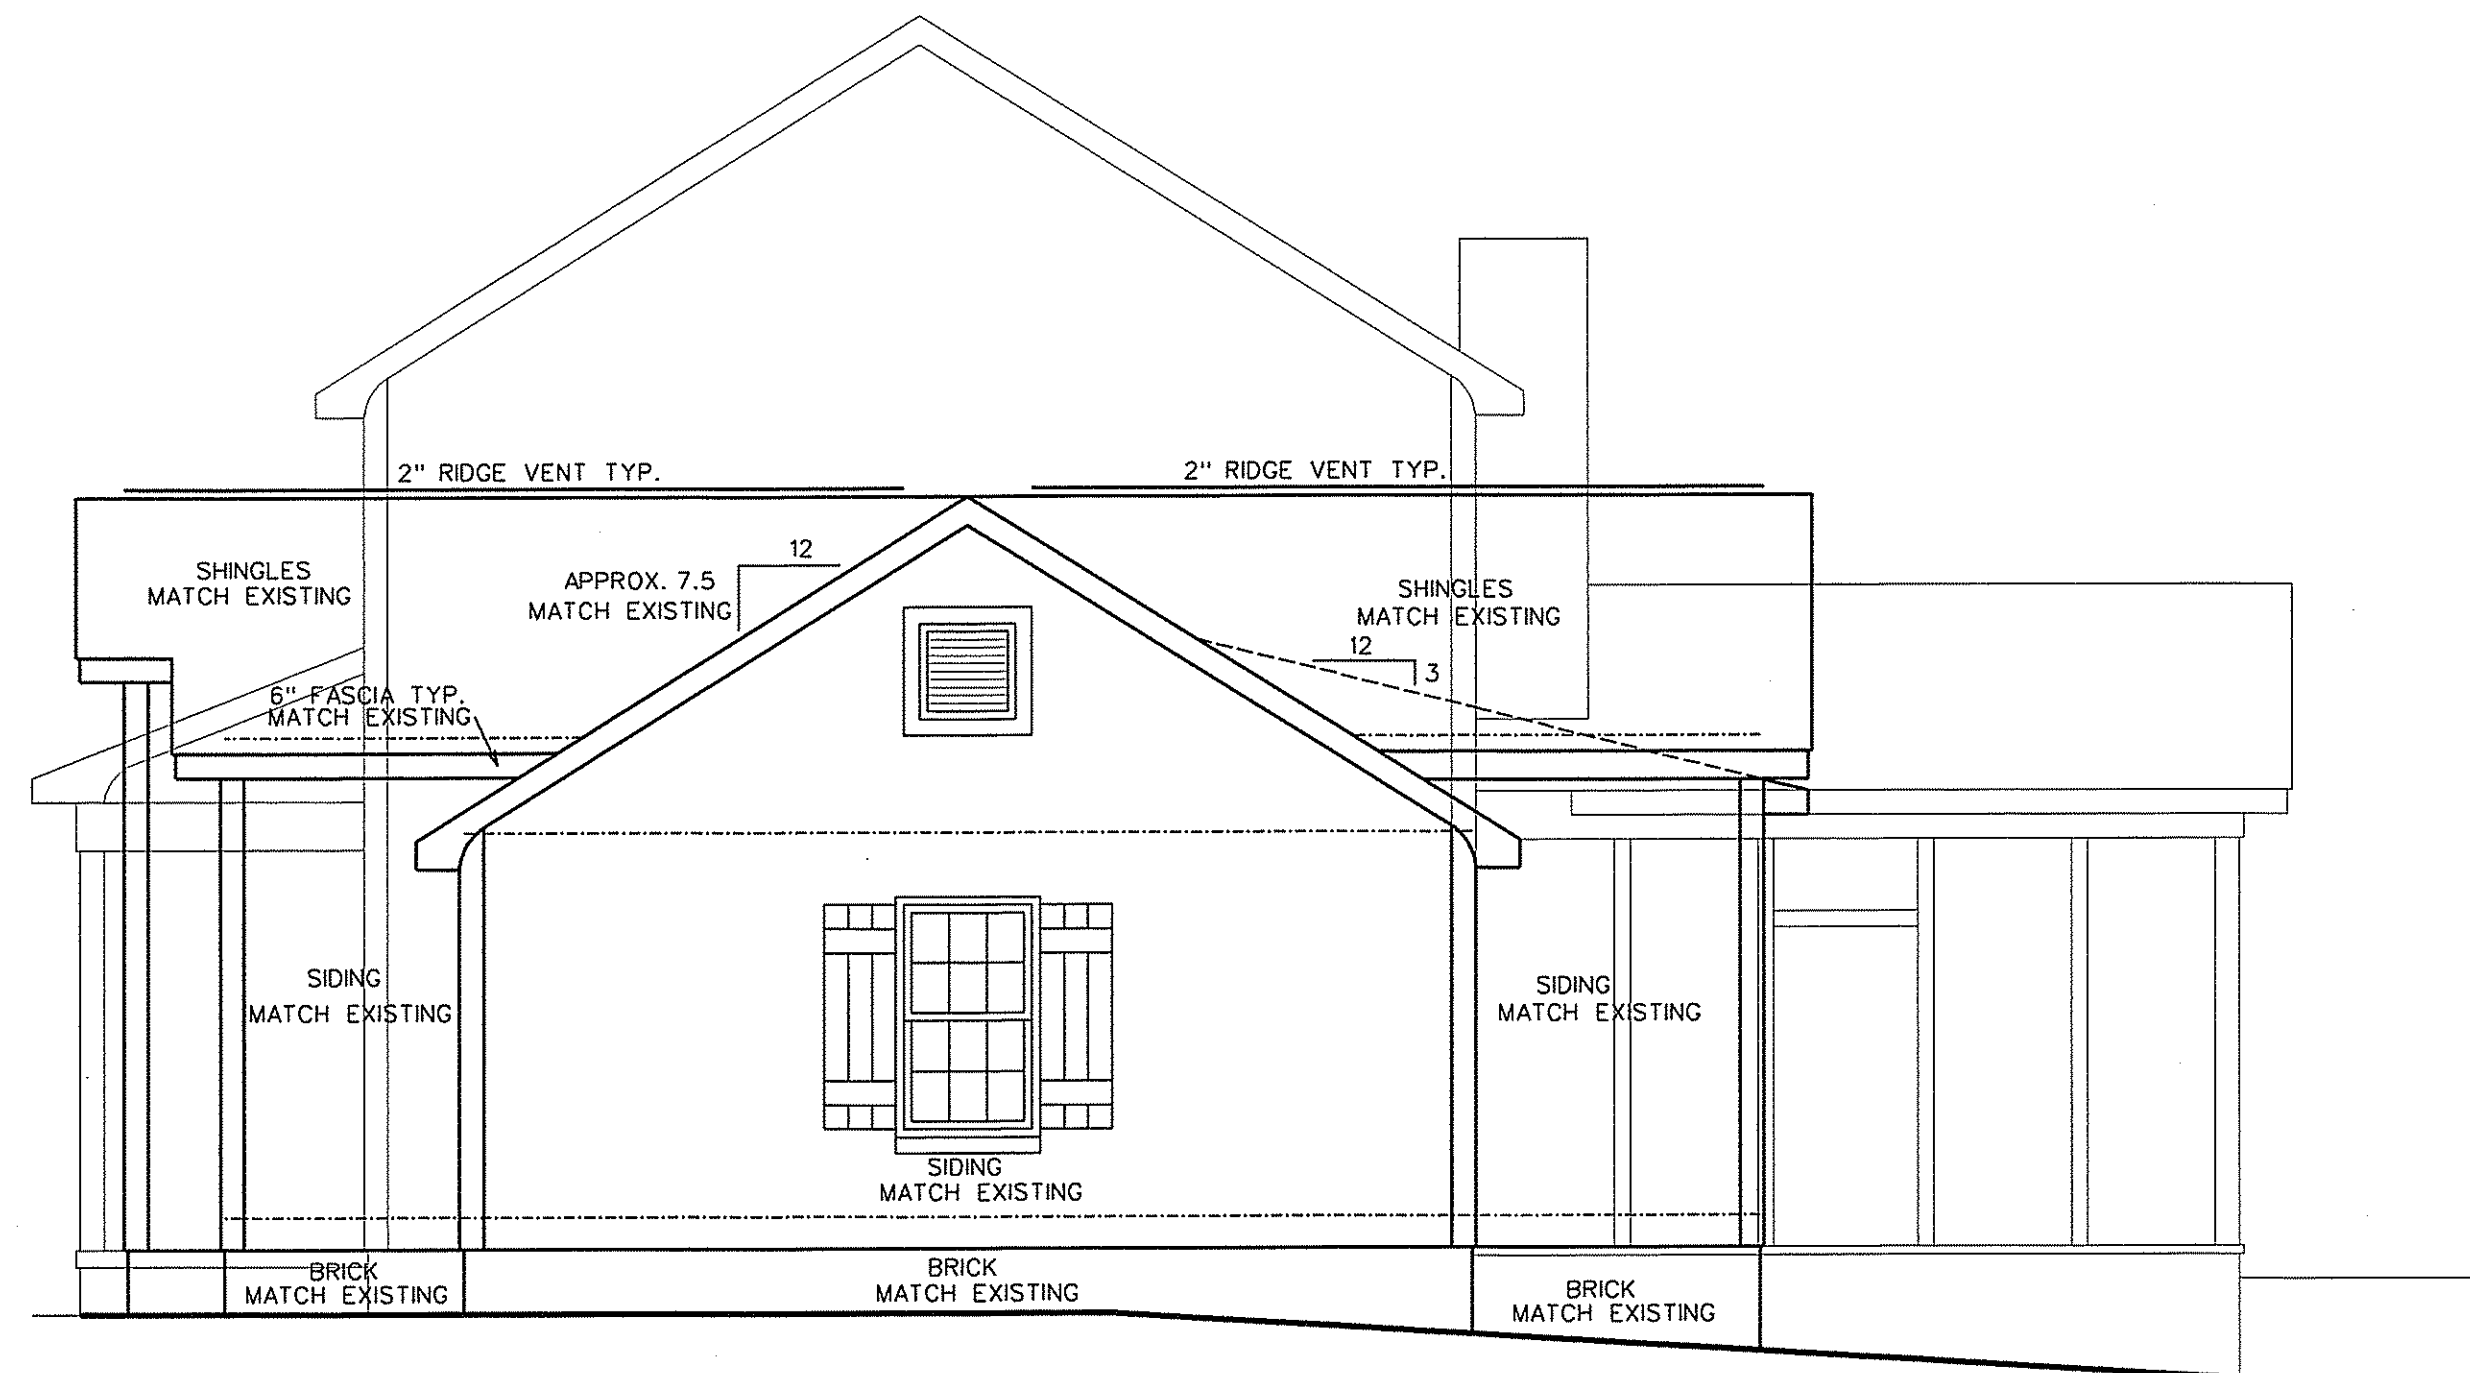 2" RIDGE VENT TYP.
2" RIDGE VENT TYP.
12
APPROX. 7.5
MATCH EXISTING
SHINGLES
MATCH EXISTING
SHINGLES
MATCH EXISTING
12
3
6" FASCIA TYP.
MATCH EXISTING
SIDING
MATCH EXISTING
SIDING
MATCH EXISTING
SIDING
MATCH EXISTING
BRICK
MATCH EXISTING
BRICK
MATCH EXISTING
BRICK
MATCH EXISTING